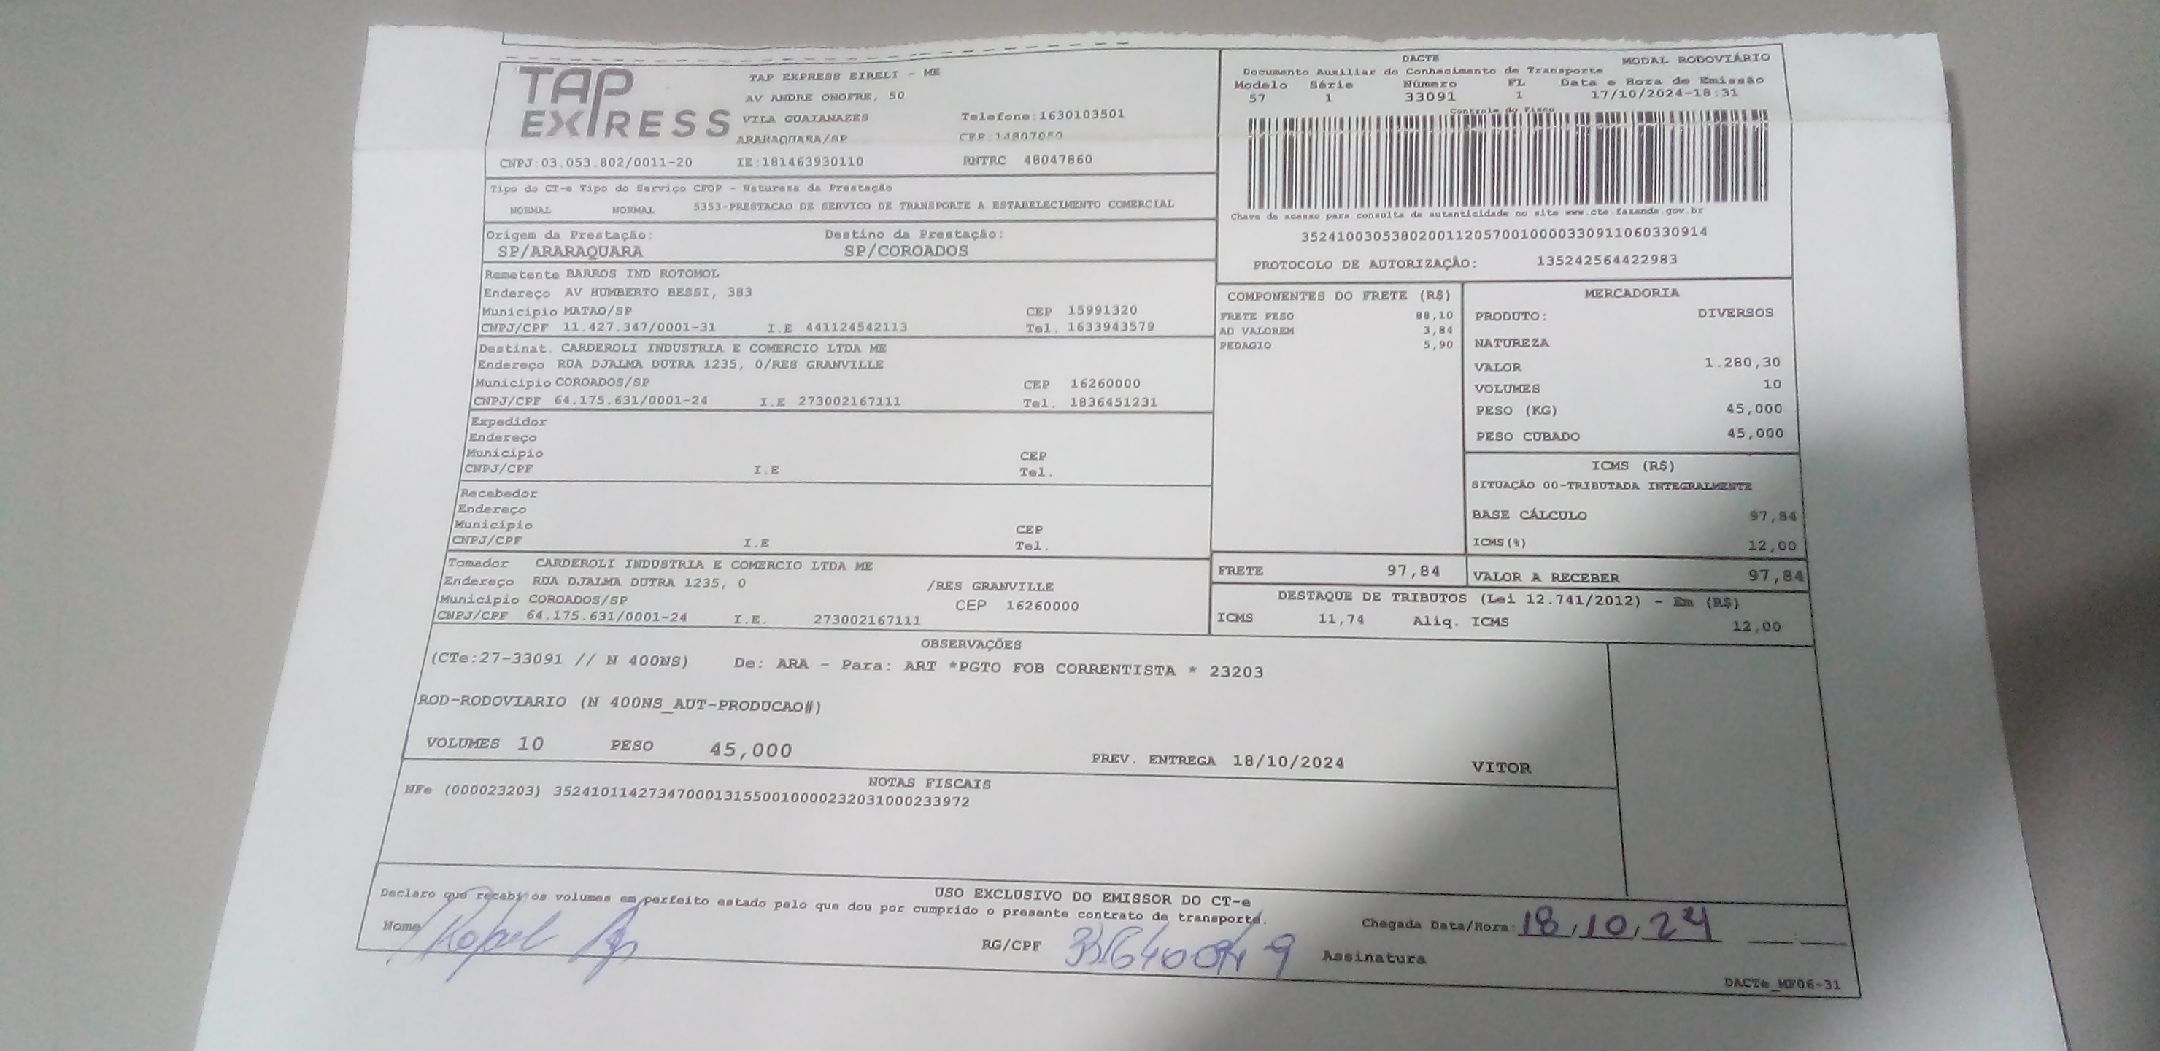 TAP EXPRESS
TAP EXPRESS EIRELI - ME
AV ANDRE ONOFRE, 50
VILA GUAIANAZES Telefone:1630103501
ARARAQUARA/SP CEP:14807050
CNPJ:03.053.802/0011-20 IE:181463930110 RNTRC 48047860
DACTE MODAL RODOVIÁRIO
Documento Auxiliar do Conhecimento de Transporte
Modelo Série Número FL Data e Hora de Emissão
57 1 33091 1 17/10/2024-18:31
Controle do Fisco
Chave de acesso para consulta de autenticidade no site www.cte.fazenda.gov.br
35241003053802001120570010000330911060330914
PROTOCOLO DE AUTORIZAÇÃO: 135242564422983
Tipo do CT-e Tipo do Serviço CFOP - Natureza da Prestação
NORMAL NORMAL 5353-PRESTACAO DE SERVICO DE TRANSPORTE A ESTABELECIMENTO COMERCIAL
Origem da Prestação: Destino da Prestação:
SP/ARARAQUARA SP/COROADOS
Remetente BARROS IND ROTOMOL
Endereço AV HUMBERTO BESSI, 383
Município MATAO/SP CEP 15991320
CNPJ/CPF 11.427.347/0001-31 I.E 441124542113 Tel. 1633943579
Destinat. CARDEROLI INDUSTRIA E COMERCIO LTDA ME
Endereço RUA DJALMA DUTRA 1235, 0/RES GRANVILLE
Município COROADOS/SP CEP 16260000
CNPJ/CPF 64.175.631/0001-24 I.E 273002167111 Tel. 1836451231
Expedidor
Endereço
Município CEP
CNPJ/CPF I.E Tel.
Recebedor
Endereço
Município CEP
CNPJ/CPF I.E Tel.
Tomador CARDEROLI INDUSTRIA E COMERCIO LTDA ME
Endereço RUA DJALMA DUTRA 1235, 0 /RES GRANVILLE
Município COROADOS/SP CEP 16260000
CNPJ/CPF 64.175.631/0001-24 I.E. 273002167111
COMPONENTES DO FRETE (R$)
FRETE PESO 88,10
AD VALOREM 3,84
PEDAGIO 5,90
FRETE 97,84
MERCADORIA
PRODUTO: DIVERSOS
NATUREZA
VALOR 1.280,30
VOLUMES 10
PESO (KG) 45,000
PESO CUBADO 45,000
ICMS (R$)
SITUAÇÃO 00-TRIBUTADA INTEGRALMENTE
BASE CÁLCULO 97,84
ICMS(%) 12,00
VALOR A RECEBER 97,84
DESTAQUE DE TRIBUTOS (Lei 12.741/2012) - Em (R$)
ICMS 11,74 Aliq. ICMS 12,00
OBSERVAÇÕES
(CTe:27-33091 // N 400NS) De: ARA - Para: ART *PGTO FOB CORRENTISTA * 23203
ROD-RODOVIARIO (N 400NS_AUT-PRODUCAO#)
VOLUMES 10 PESO 45,000 PREV. ENTREGA 18/10/2024 VITOR
NOTAS FISCAIS
NFe (000023203) 35241011427347000131550010000232031000233972
USO EXCLUSIVO DO EMISSOR DO CT-e
Declaro que recebi os volumes em perfeito estado pelo que dou por cumprido o presente contrato de transporte.
Nome RG/CPF
Chegada Data/Hora: 18,10,24
Assinatura
DACTe_MF06-31